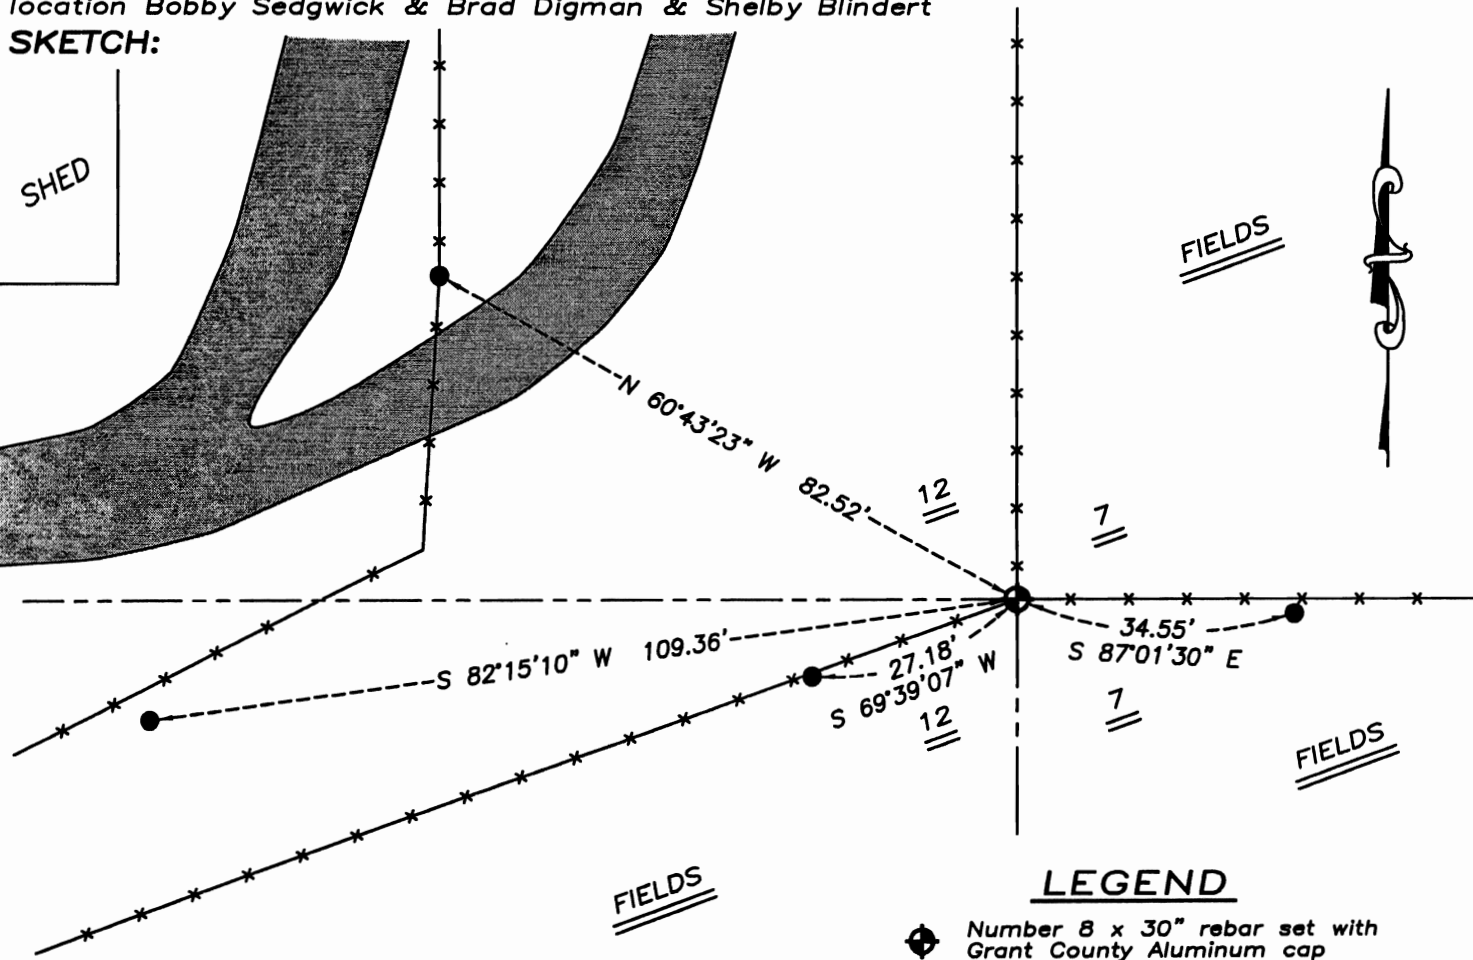 location Bobby Sedgwick & Brad Digman & Shelby Blindert
SKETCH:
SHED
FIELDS
N 60°43'23" W 82.52'
12
7
34.55'
S 87°01'30" E
S 82°15'10" W 109.36'
27.18'
S 69°39'07" W
12
7
FIELDS
FIELDS
LEGEND
Number 8 x 30" rebar set with
Grant County Aluminum cap